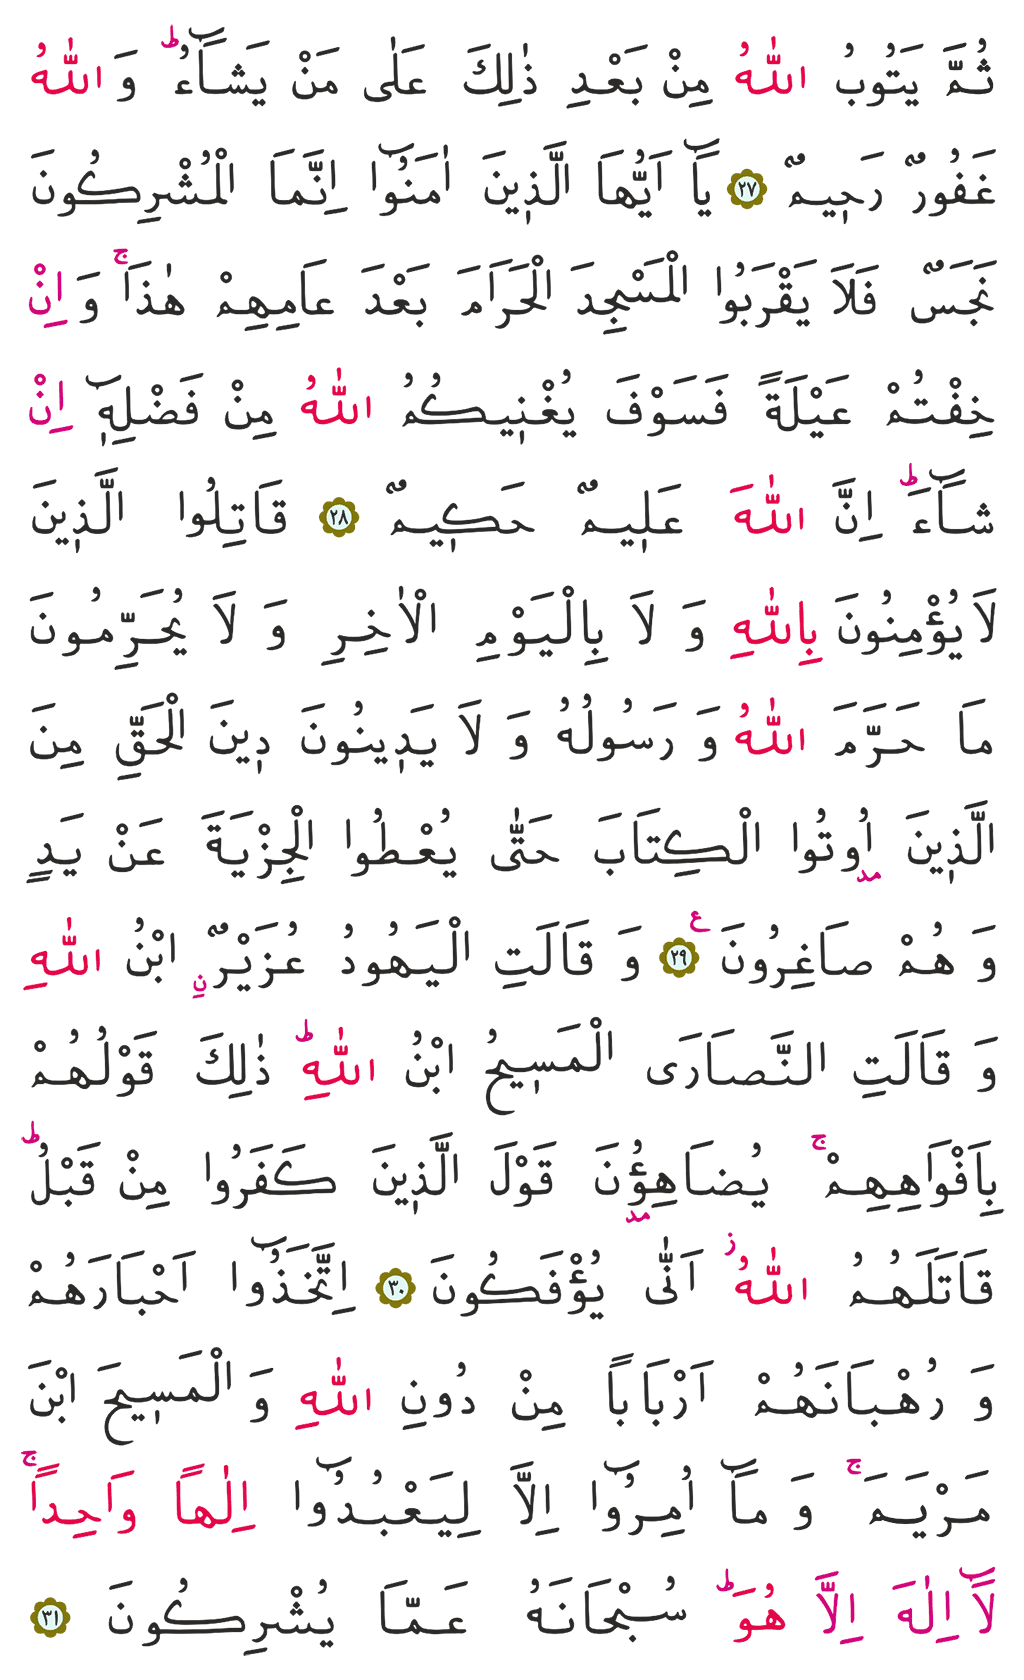 ثُمَّ يَتُوبُ اللّٰهُ مِنْ بَعْدِ ذٰلِكَ عَلٰى مَنْ يَشَٓاءُۜ وَ اللّٰهُ
غَفُورٌ رَحٖيمٌ ﴿٢٧﴾ يَٓا اَيُّهَا الَّذٖينَ اٰمَنُٓوا اِنَّمَا الْمُشْرِكُونَ
نَجَسٌ فَلَا يَقْرَبُوا الْمَسْجِدَ الْحَرَامَ بَعْدَ عَامِهِمْ هٰذَاۚ وَ اِنْ
خِفْتُمْ عَيْلَةً فَسَوْفَ يُغْنٖيكُمُ اللّٰهُ مِنْ فَضْلِهٖٓ اِنْ
شَٓاءَۜ اِنَّ اللّٰهَ عَلٖيمٌ حَكٖيمٌ ﴿٢٨﴾ قَاتِلُوا الَّذٖينَ
لَا يُؤْمِنُونَ بِاللّٰهِ وَ لَا بِالْيَوْمِ الْاٰخِرِ وَ لَا يُحَرِّمُونَ
مَا حَرَّمَ اللّٰهُ وَ رَسُولُهُ وَ لَا يَدٖينُونَ دٖينَ الْحَقِّ مِنَ
الَّذٖينَ اُو۫تُوا الْكِتَابَ حَتّٰى يُعْطُوا الْجِزْيَةَ عَنْ يَدٍ
وَ هُمْ صَاغِرُونَ۟ ﴿٢٩﴾ وَ قَالَتِ الْيَهُودُ عُزَيْرٌۨ ابْنُ اللّٰهِ
وَ قَالَتِ النَّصَارَى الْمَسٖيحُ ابْنُ اللّٰهِۜ ذٰلِكَ قَوْلُهُمْ
بِاَفْوَاهِهِمْۚ يُضَاهِؤُ۫نَ قَوْلَ الَّذٖينَ كَفَرُوا مِنْ قَبْلُۜ
قَاتَلَهُمُ اللّٰهُۘ اَنّٰى يُؤْفَكُونَ ﴿٣٠﴾ اِتَّخَذُٓوا اَحْبَارَهُمْ
وَ رُهْبَانَهُمْ اَرْبَابًا مِنْ دُونِ اللّٰهِ وَ الْمَسٖيحَ ابْنَ
مَرْيَمَۚ وَ مَٓا اُمِرُٓوا اِلَّا لِيَعْبُدُٓوا اِلٰهًا وَاحِدًاۚ
لَٓا اِلٰهَ اِلَّا هُوَۜ سُبْحَانَهُ عَمَّا يُشْرِكُونَ ﴿٣١﴾